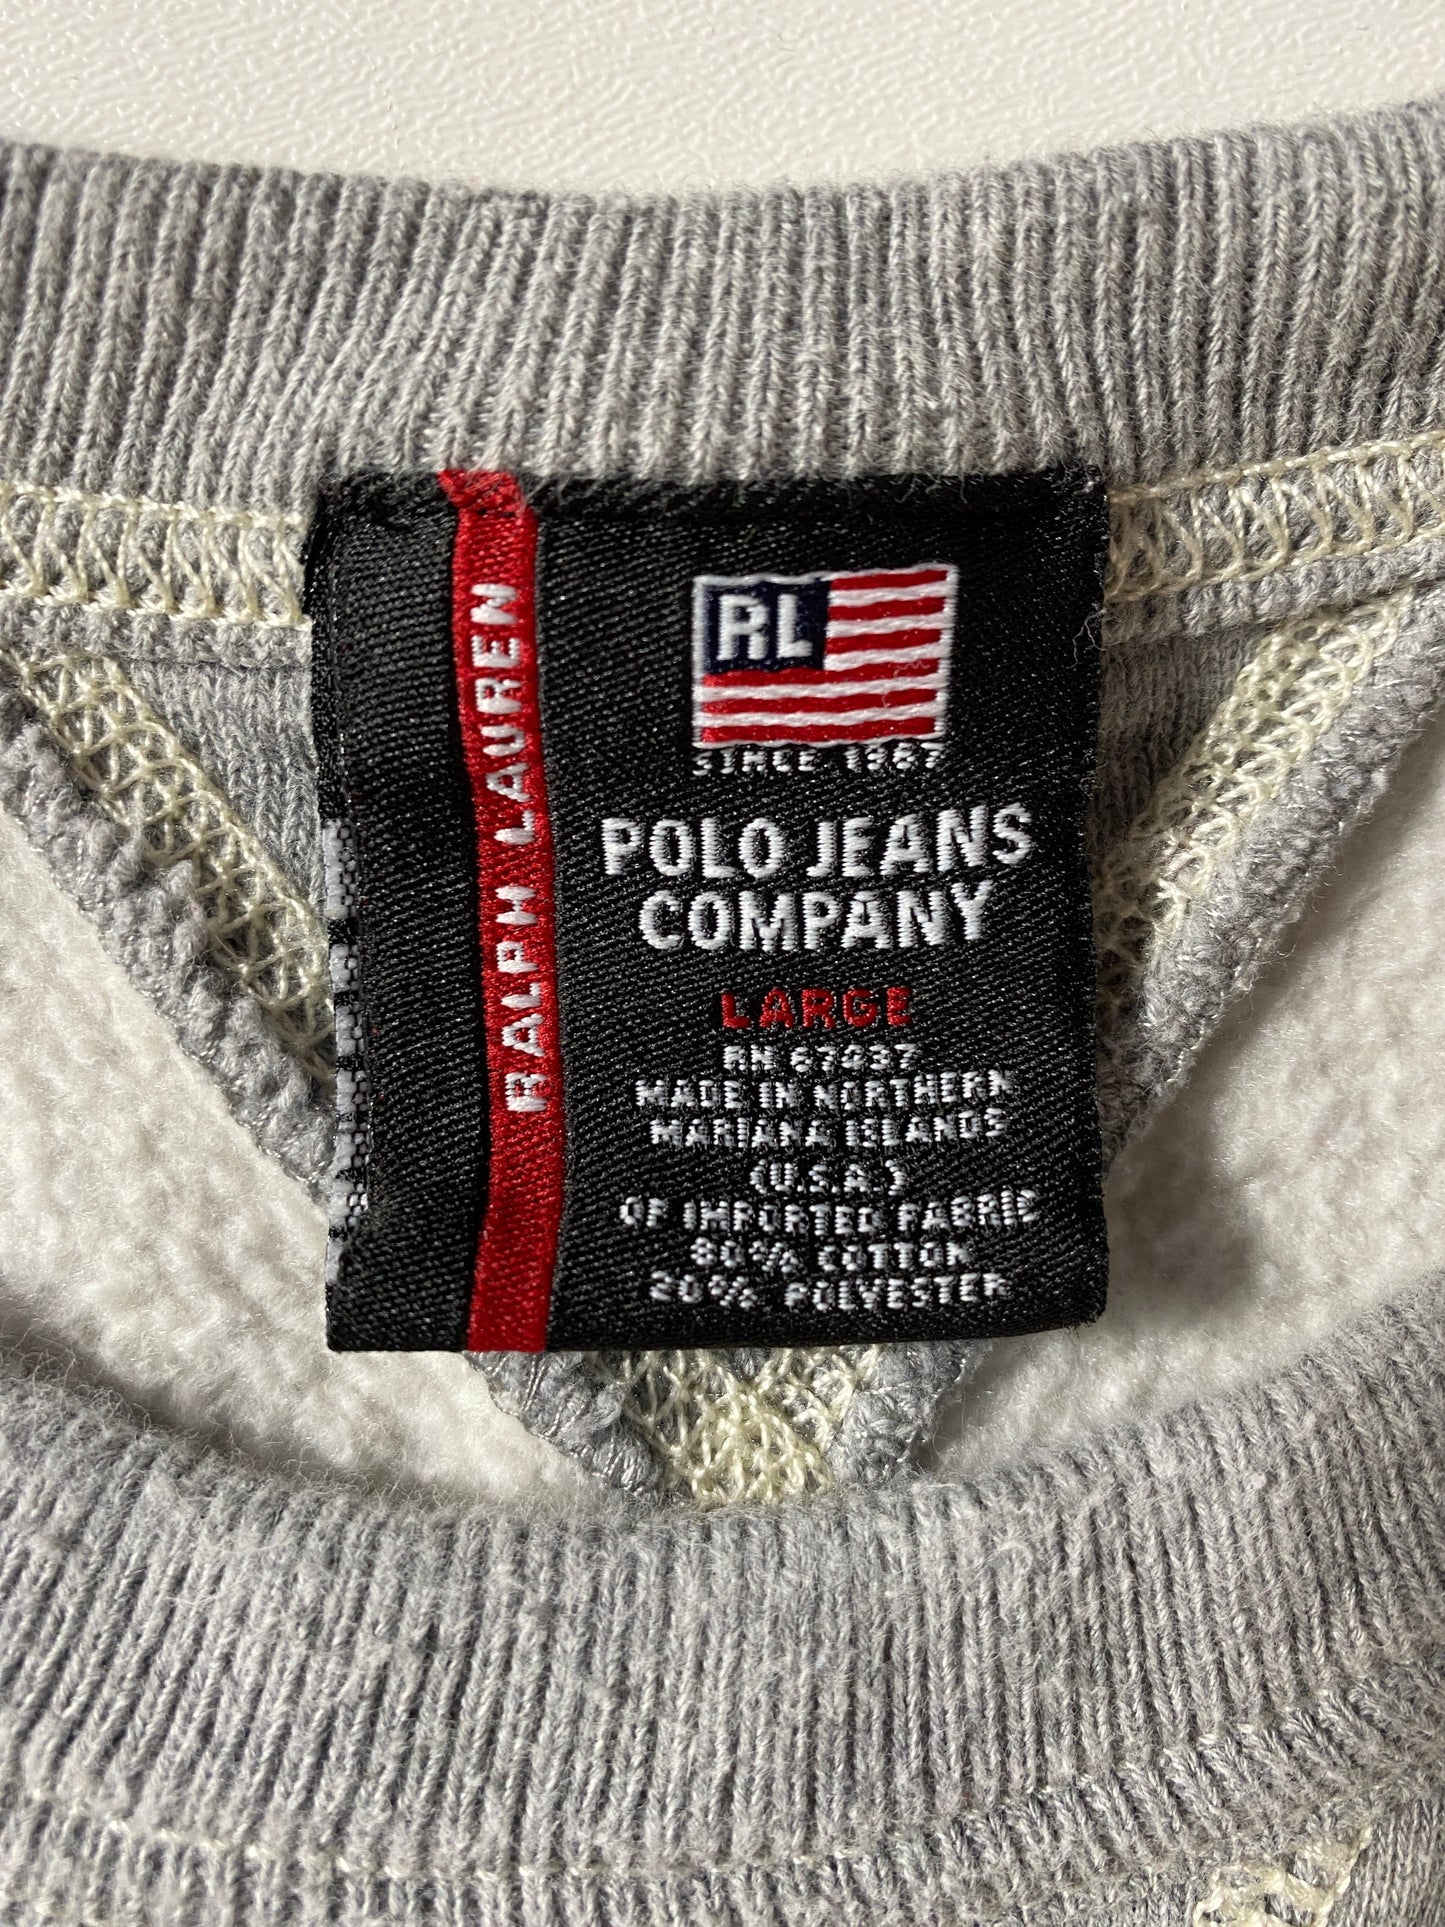 RALPH LAUREN
RL
SINCE 1987
POLO JEANS
COMPANY
LARGE
RN 67037
MADE IN NORTHERN
MARIANA ISLANDS
(U.S.A.)
OF IMPORTED FABRIC
80% COTTON
20% POLYESTER